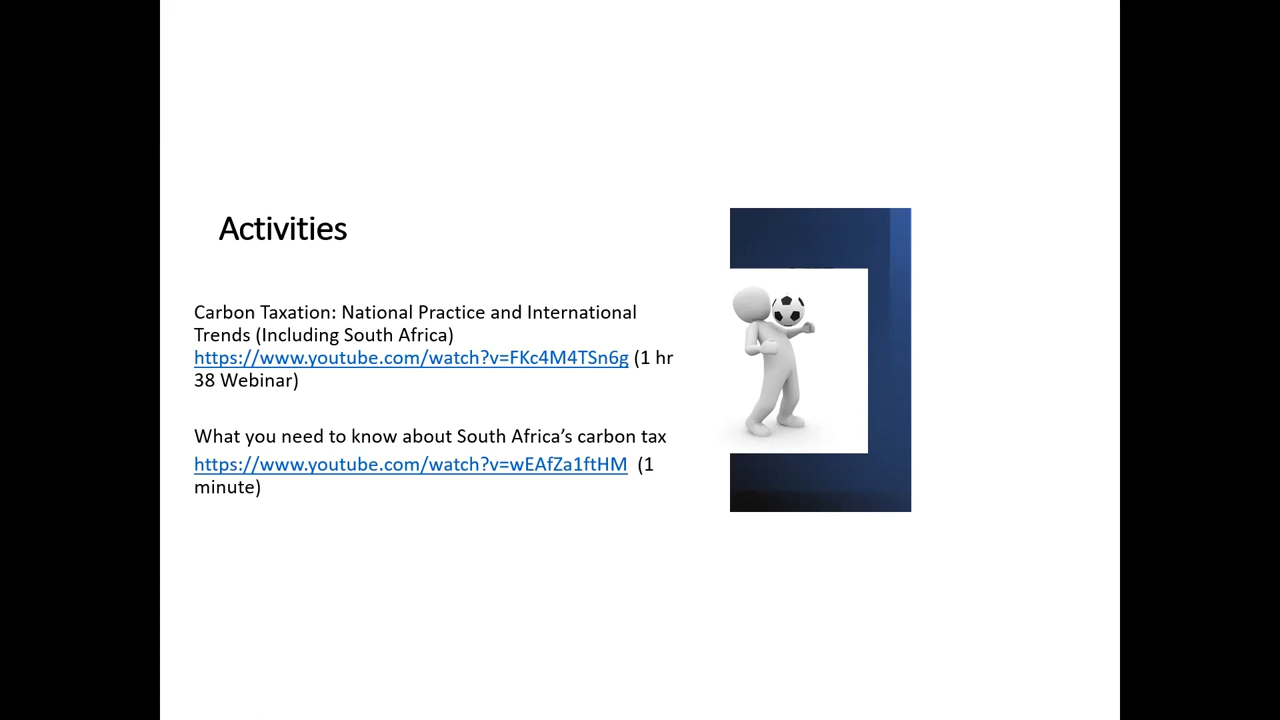 Activities
Carbon Taxation: National Practice and International
Trends (Including South Africa)
https://www.youtube.com/watch?v=FKc4M4TSn6g (1 hr
38 Webinar)
What you need to know about South Africa’s carbon tax
https://www.youtube.com/watch?v=wEAfZa1ftHM (1
minute)